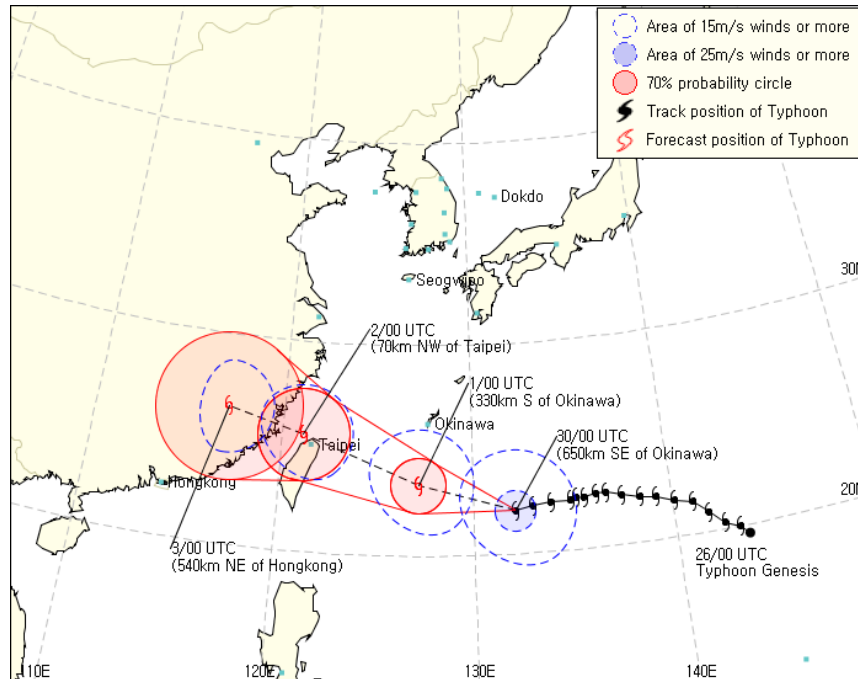 Area of 15m/s winds or more
Area of 25m/s winds or more
70% probability circle
Track position of Typhoon
Forecast position of Typhoon
Dokdo
30N
Seogwipo
2/00 UTC
(70km NW of Taipei)
1/00 UTC
(330km S of Okinawa)
Okinawa
30/00 UTC
(650km SE of Okinawa)
Taipei
Hongkong
20N
3/00 UTC
(540km NE of Hongkong)
26/00 UTC
Typhoon Genesis
110E
120E
130E
140E